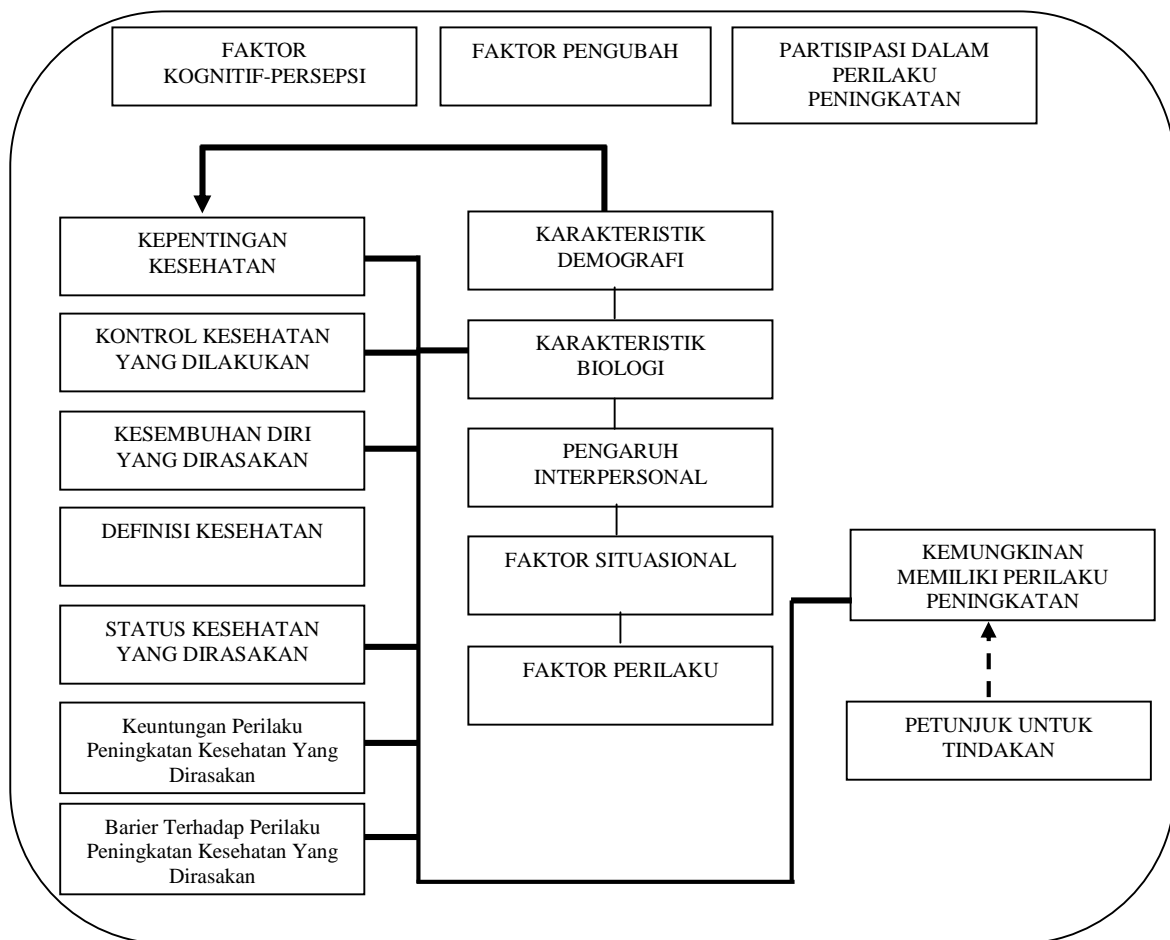 FAKTOR
KOGNITIF-PERSEPSI
FAKTOR PENGUBAH
PARTISIPASI DALAM
PERILAKU
PENINGKATAN
KEPENTINGAN
KESEHATAN
KONTROL KESEHATAN
YANG DILAKUKAN
KESEMBUHAN DIRI
YANG DIRASAKAN
DEFINISI KESEHATAN
STATUS KESEHATAN
YANG DIRASAKAN
Keuntungan Perilaku
Peningkatan Kesehatan Yang
Dirasakan
Barier Terhadap Perilaku
Peningkatan Kesehatan Yang
Dirasakan
KARAKTERISTIK
DEMOGRAFI
KARAKTERISTIK
BIOLOGI
PENGARUH
INTERPERSONAL
FAKTOR SITUASIONAL
FAKTOR PERILAKU
KEMUNGKINAN
MEMILIKI PERILAKU
PENINGKATAN
PETUNJUK UNTUK
TINDAKAN